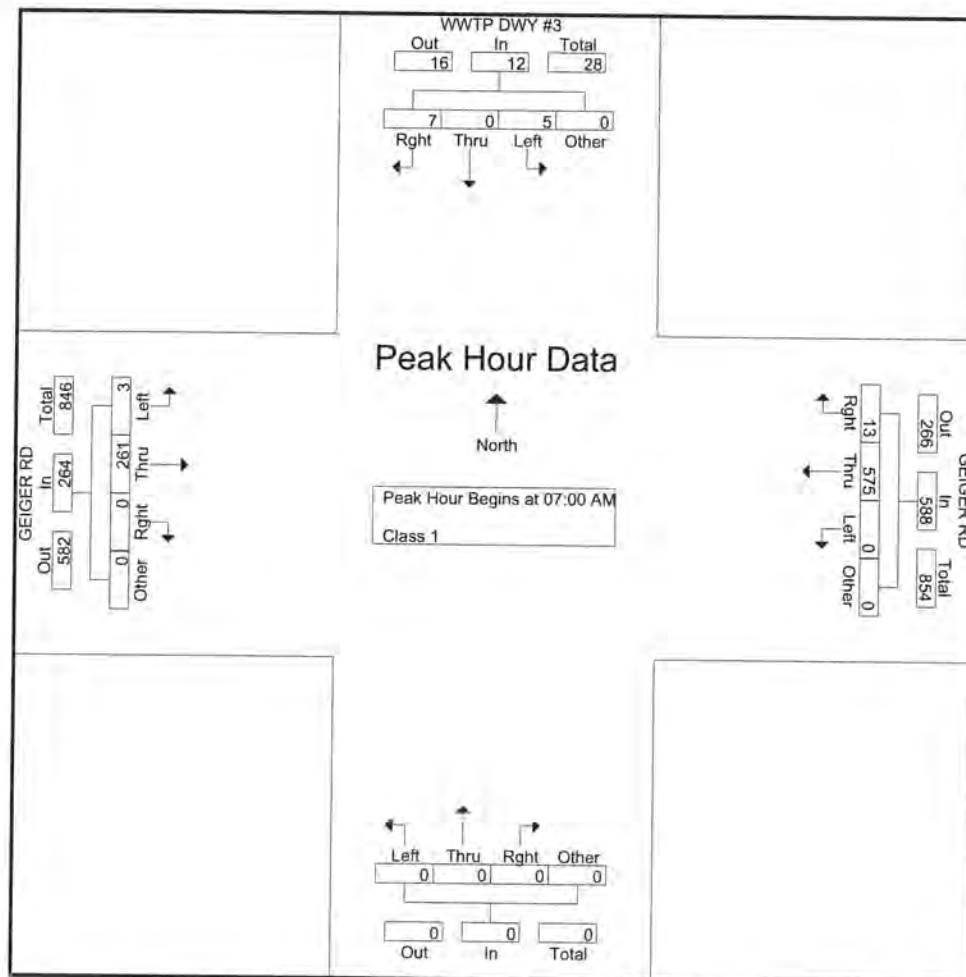 WWTP DWY #3
Out In Total
16 12 28
7 0 5 0
Rght Thru Left Other
Peak Hour Data
North
Peak Hour Begins at 07:00 AM
Class 1
GEIGER RD
Out In Total
582 264 846
Left Thru Rght Other
3 261 0 0
GEIGER RD
Out In Total
266 588 854
13 575 0 0
Rght Thru Left Other
Left Thru Rght Other
0 0 0 0
0 0 0
Out In Total